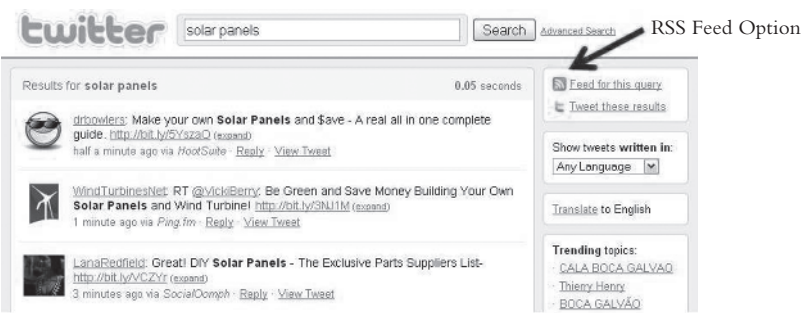 twitter
solar panels
Search
Advanced Search
RSS Feed Option
Results for solar panels
0.05 seconds
drbowlers: Make your own Solar Panels and $ave - A real all in one complete
guide. http://bit.ly/5YszaO (expand)
half a minute ago via HootSuite · Reply · View Tweet
WindTurbinesNet: RT @VickiBerry: Be Green and Save Money Building Your Own
Solar Panels and Wind Turbine! http://bit.ly/3NJ1M (expand)
1 minute ago via Ping.fm · Reply · View Tweet
LanaRedfield: Great! DIY Solar Panels - The Exclusive Parts Suppliers List-
http://bit.ly/VCZYr (expand)
3 minutes ago via SocialOomph · Reply · View Tweet
Feed for this query
Tweet these results
Show tweets written in:
Any Language
Translate to English
Trending topics:
· CALA BOCA GALVAO
· Thierry Henry
· BOCA GALVÃO